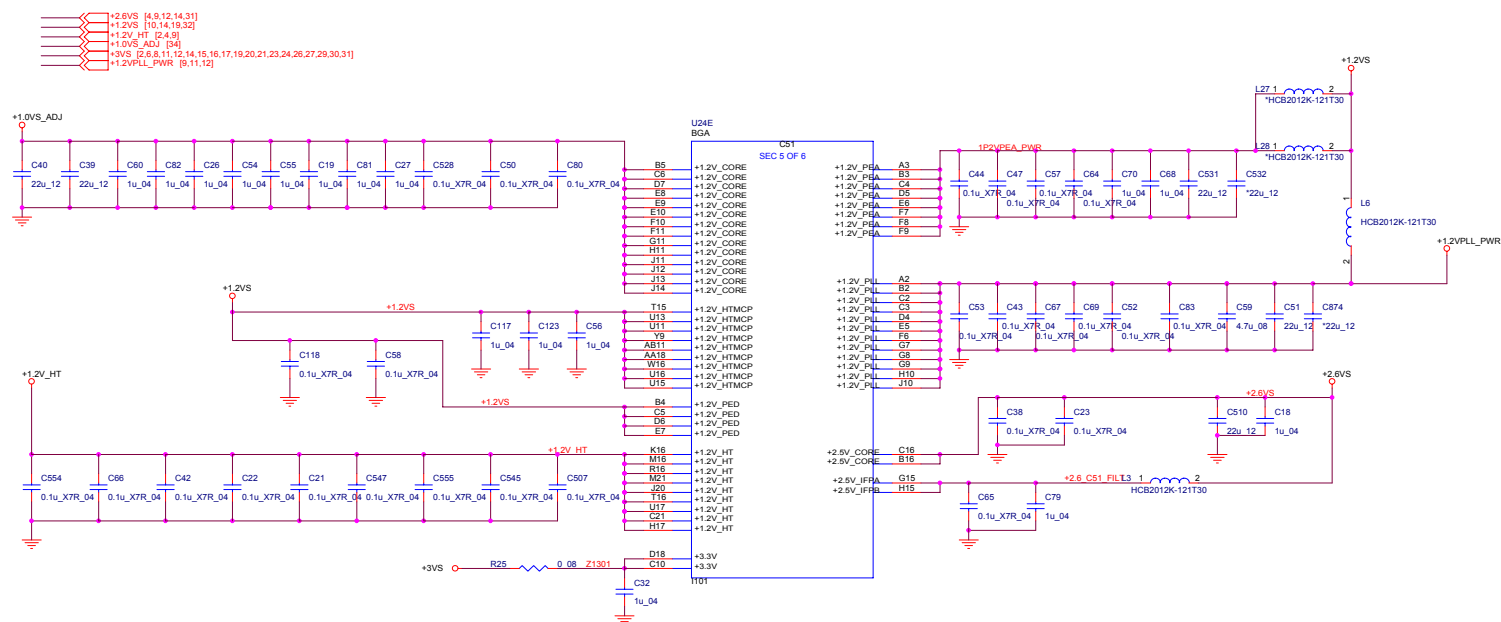 +2.6VS [4,9,12,14,31]
+1.2VS [10,14,19,32]
+1.2V_HT [2,4,9]
+1.0VS_ADJ [34]
+3VS [2,6,8,11,12,14,15,16,17,19.20,21,23,24,26,27,29,30,31]
+1.2VPLL_PWR [9,11,12]
+1.0VS_ADJ
C40
22u_12
C39
22u_12
C60
1u_04
C82
1u_04
C26
1u_04
C54
1u_04
C55
1u_04
C19
1u_04
C81
1u_04
C27
1u_04
C528
0.1u_X7R_04
C50
0.1u_X7R_04
C80
0.1u_X7R_04
U24E
BGA
C51
SEC 5 OF 6
B5 +1.2V_CORE
C6 +1.2V_CORE
D7 +1.2V_CORE
E8 +1.2V_CORE
E9 +1.2V_CORE
E10 +1.2V_CORE
F10 +1.2V_CORE
F11 +1.2V_CORE
G11 +1.2V_CORE
H11 +1.2V_CORE
J11 +1.2V_CORE
J12 +1.2V_CORE
J13 +1.2V_CORE
J14 +1.2V_CORE
T15 +1.2V_HTMCP
U13 +1.2V_HTMCP
U11 +1.2V_HTMCP
Y9 +1.2V_HTMCP
AB11 +1.2V_HTMCP
AA18 +1.2V_HTMCP
W16 +1.2V_HTMCP
U16 +1.2V_HTMCP
U15 +1.2V_HTMCP
B4 +1.2V_PED
C5 +1.2V_PED
D6 +1.2V_PED
E7 +1.2V_PED
K16 +1.2V_HT
M16 +1.2V_HT
R16 +1.2V_HT
M21 +1.2V_HT
J20 +1.2V_HT
T16 +1.2V_HT
U17 +1.2V_HT
C21 +1.2V_HT
H17 +1.2V_HT
D18 +3.3V
C10 +3.3V
I101
+1.2V_PEA A3
+1.2V_PEA B3
+1.2V_PEA C4
+1.2V_PEA D5
+1.2V_PEA E6
+1.2V_PEA F7
+1.2V_PEA F8
+1.2V_PEA F9
+1.2V_PLL A2
+1.2V_PLL B2
+1.2V_PLL C2
+1.2V_PLL C3
+1.2V_PLL D4
+1.2V_PLL E5
+1.2V_PLL F6
+1.2V_PLL G7
+1.2V_PLL G8
+1.2V_PLL G9
+1.2V_PLL H10
+1.2V_PLL J10
+2.5V_CORE C16
+2.5V_CORE B16
+2.5V_IFPA G15
+2.5V_IFPB H15
+1.2VS
+1.2VS
C117
1u_04
C123
1u_04
C56
1u_04
C118
0.1u_X7R_04
C58
0.1u_X7R_04
+1.2VS
+1.2V_HT
+1.2V_HT
C554
0.1u_X7R_04
C66
0.1u_X7R_04
C42
0.1u_X7R_04
C22
0.1u_X7R_04
C21
0.1u_X7R_04
C547
0.1u_X7R_04
C555
0.1u_X7R_04
C545
0.1u_X7R_04
C507
0.1u_X7R_04
+3VS
R25
0_08
Z1301
C32
1u_04
+1.2VS
L27 1 2
*HCB2012K-121T30
L28 1 2
*HCB2012K-121T30
1P2VPEA_PWR
C44
0.1u_X7R_04
C47
0.1u_X7R_04
C57
0.1u_X7R_04
C64
0.1u_X7R_04
C70
1u_04
C68
1u_04
C531
22u_12
C532
*22u_12
1
L6
HCB2012K-121T30
2
+1.2VPLL_PWR
C53
0.1u_X7R_04
C43
0.1u_X7R_04
C67
0.1u_X7R_04
C69
0.1u_X7R_04
C52
0.1u_X7R_04
C83
0.1u_X7R_04
C59
4.7u_08
C51
22u_12
C874
*22u_12
+2.6VS
+2.6VS
C38
0.1u_X7R_04
C23
0.1u_X7R_04
C510
22u_12
C18
1u_04
+2.6_C51_FILT
L3 1 2
HCB2012K-121T30
C65
0.1u_X7R_04
C79
1u_04